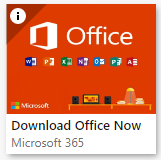 Office
W P X N O P A
Microsoft
Download Office Now
Microsoft 365